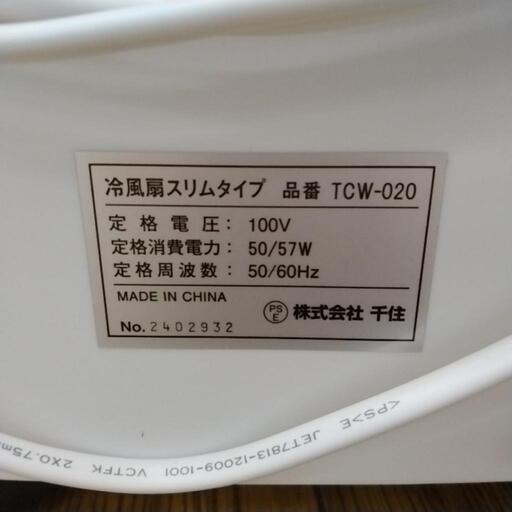 冷風扇スリムタイプ 品番 TCW-020
定格電圧: 100V
定格消費電力: 50/57W
定格周波数: 50/60Hz
MADE IN CHINA
PSE 株式会社 千住
No. 2402932
<PS>E JET7813-12009-1001 VCTFK 2X0.75m